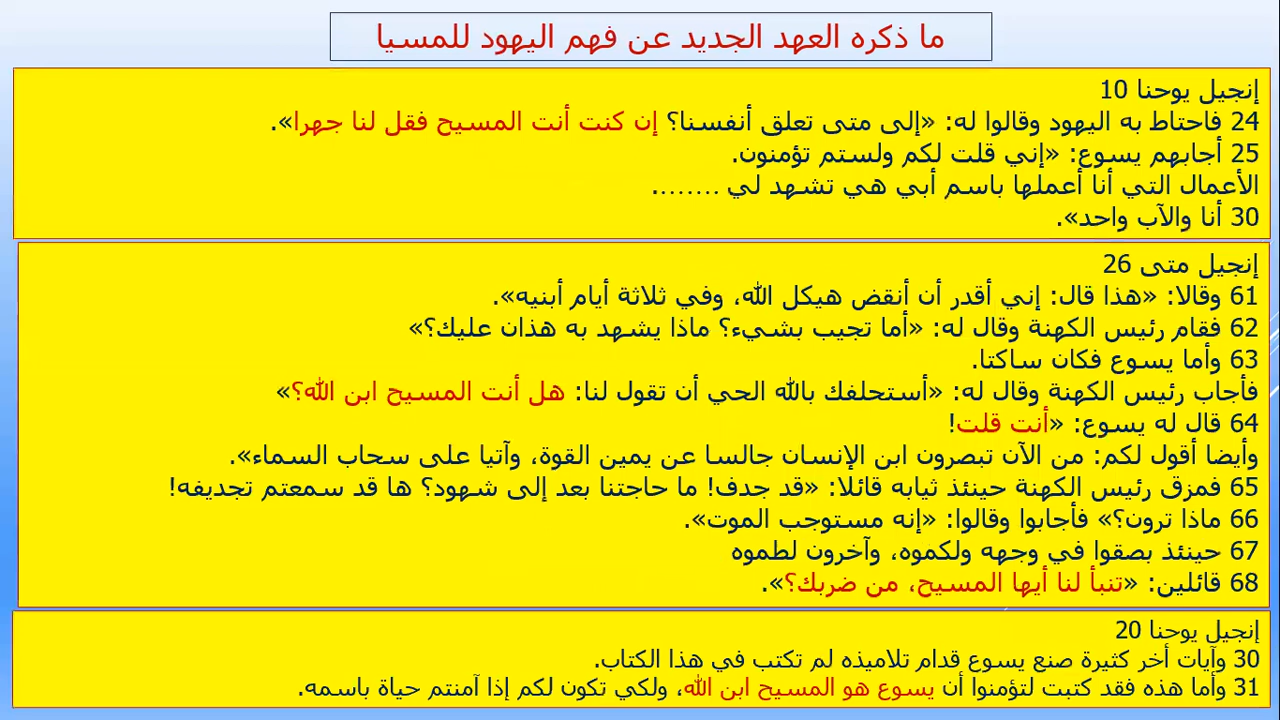 ما ذكره العهد الجديد عن فهم اليهود للمسيا
إنجيل يوحنا 10
24 فاحتاط به اليهود وقالوا له: «إلى متى تعلق أنفسنا؟ إن كنت أنت المسيح فقل لنا جهرا».
25 أجابهم يسوع: «إني قلت لكم ولستم تؤمنون.
الأعمال التي أنا أعملها باسم أبي هي تشهد لي ........
30 أنا والآب واحد».
إنجيل متى 26
61 وقالا: «هذا قال: إني أقدر أن أنقض هيكل الله، وفي ثلاثة أيام أبنيه».
62 فقام رئيس الكهنة وقال له: «أما تجيب بشيء؟ ماذا يشهد به هذان عليك؟»
63 وأما يسوع فكان ساكتا.
فأجاب رئيس الكهنة وقال له: «أستحلفك بالله الحي أن تقول لنا: هل أنت المسيح ابن الله؟»
64 قال له يسوع: «أنت قلت!
وأيضا أقول لكم: من الآن تبصرون ابن الإنسان جالسا عن يمين القوة، وآتيا على سحاب السماء».
65 فمزق رئيس الكهنة حينئذ ثيابه قائلا: «قد جدف! ما حاجتنا بعد إلى شهود؟ ها قد سمعتم تجديفه!
66 ماذا ترون؟» فأجابوا وقالوا: «إنه مستوجب الموت».
67 حينئذ بصقوا في وجهه ولكموه، وآخرون لطموه
68 قائلين: «تنبأ لنا أيها المسيح، من ضربك؟».
إنجيل يوحنا 20
30 وآيات أخر كثيرة صنع يسوع قدام تلاميذه لم تكتب في هذا الكتاب.
31 وأما هذه فقد كتبت لتؤمنوا أن يسوع هو المسيح ابن الله، ولكي تكون لكم إذا آمنتم حياة باسمه.